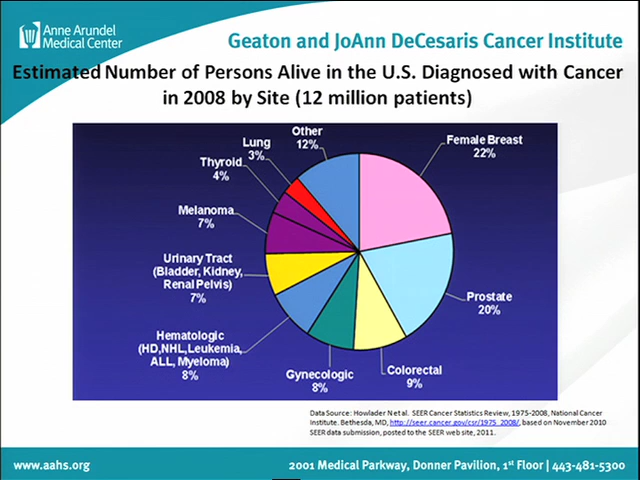 Anne Arundel
Medical Center
Geaton and JoAnn DeCesaris Cancer Institute
Estimated Number of Persons Alive in the U.S. Diagnosed with Cancer
in 2008 by Site (12 million patients)
Other
12%
Lung
3%
Thyroid
4%
Melanoma
7%
Urinary Tract
(Bladder, Kidney,
Renal Pelvis)
7%
Hematologic
(HD,NHL,Leukemia,
ALL, Myeloma)
8%
Gynecologic
8%
Colorectal
9%
Prostate
20%
Female Breast
22%
Data Source: Howlader N et al. SEER Cancer Statistics Review, 1975-2008, National Cancer
Institute. Bethesda, MD, http://seer.cancer.gov/csr/1975_2008/, based on November 2010
SEER data submission, posted to the SEER web site, 2011.
www.aahs.org
2001 Medical Parkway, Donner Pavilion, 1st Floor | 443-481-5300